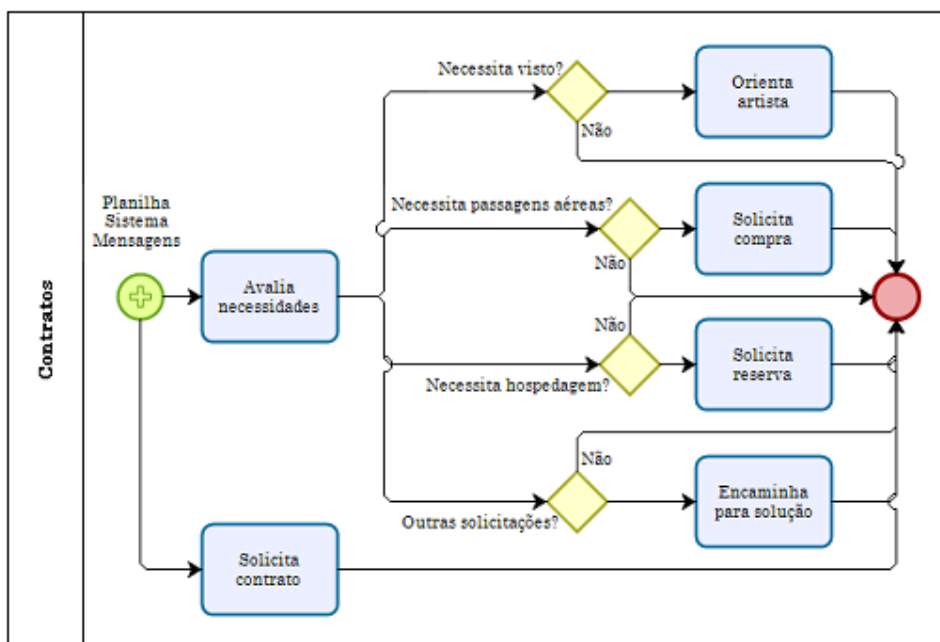 Contratos
Planilha
Sistema
Mensagens
Avalia
necessidades
Solicita
contrato
Necessita visto?
Não
Orienta
artista
Necessita passagens aéreas?
Não
Solicita
compra
Não
Necessita hospedagem?
Solicita
reserva
Não
Outras solicitações?
Encaminha
para solução